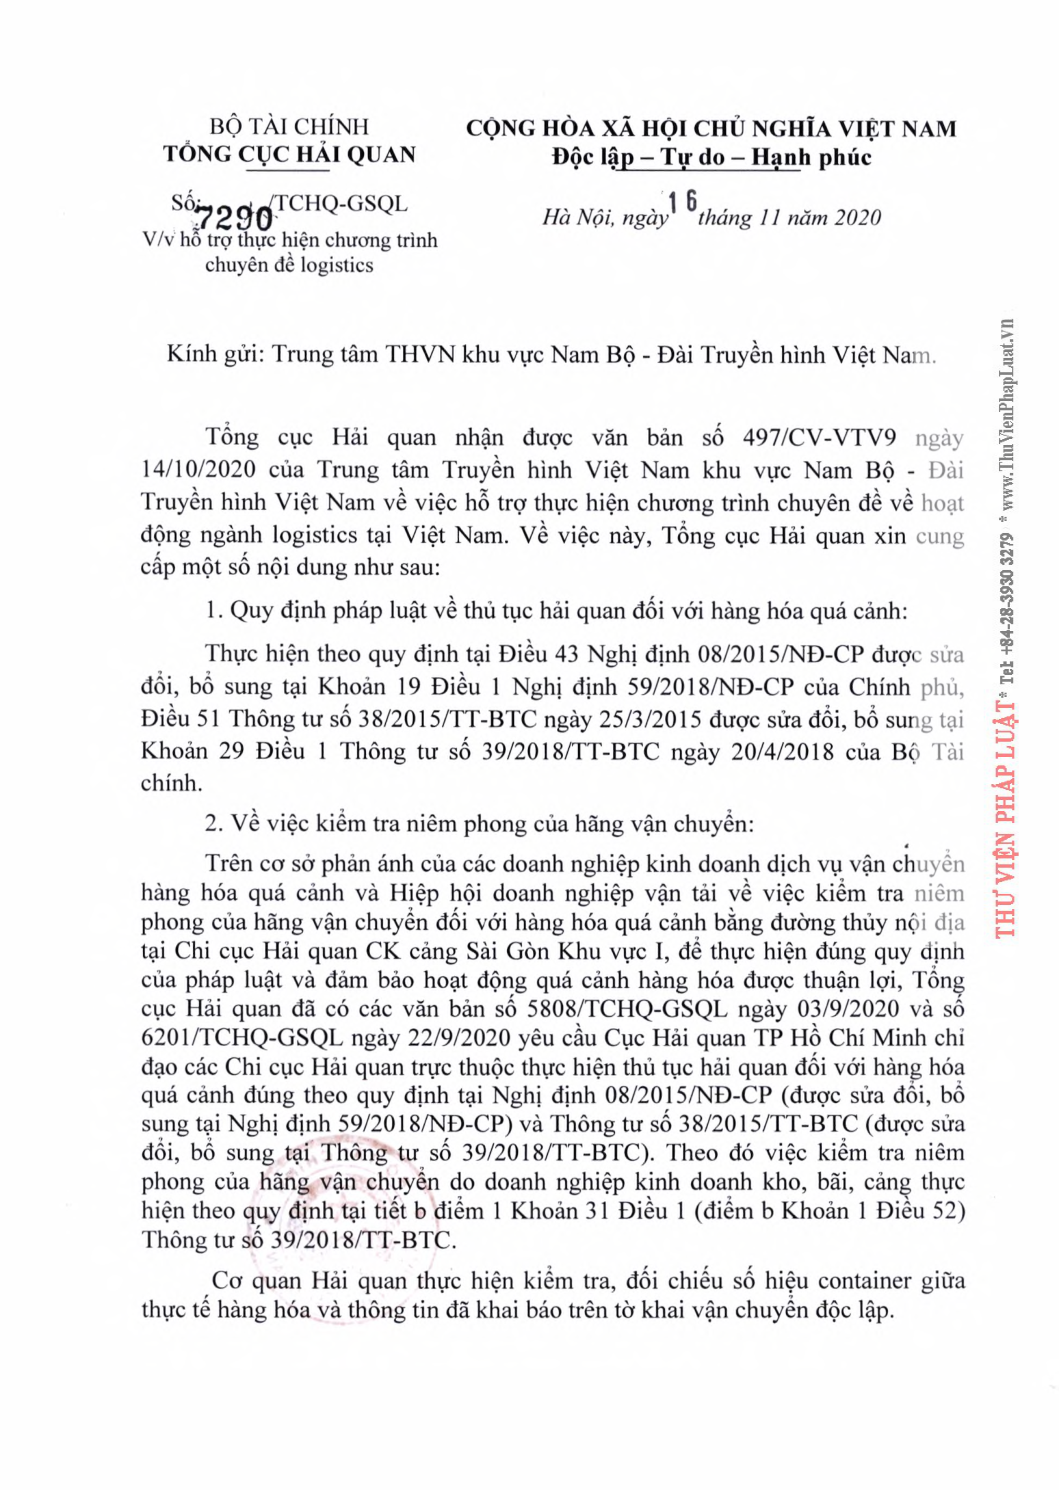 BỘ TÀI CHÍNH
TỔNG CỤC HẢI QUAN
CỘNG HÒA XÃ HỘI CHỦ NGHĨA VIỆT NAM
Độc lập – Tự do – Hạnh phúc
Số: 7290/TCHQ-GSQL
V/v hỗ trợ thực hiện chương trình
chuyên đề logistics
Hà Nội, ngày 16 tháng 11 năm 2020
Kính gửi: Trung tâm THVN khu vực Nam Bộ - Đài Truyền hình Việt Nam.
Tổng cục Hải quan nhận được văn bản số 497/CV-VTV9 ngày
14/10/2020 của Trung tâm Truyền hình Việt Nam khu vực Nam Bộ - Đài
Truyền hình Việt Nam về việc hỗ trợ thực hiện chương trình chuyên đề về hoạt
động ngành logistics tại Việt Nam. Về việc này, Tổng cục Hải quan xin cung
cấp một số nội dung như sau:
1. Quy định pháp luật về thủ tục hải quan đối với hàng hóa quá cảnh:
Thực hiện theo quy định tại Điều 43 Nghị định 08/2015/NĐ-CP được sửa
đổi, bổ sung tại Khoản 19 Điều 1 Nghị định 59/2018/NĐ-CP của Chính phủ,
Điều 51 Thông tư số 38/2015/TT-BTC ngày 25/3/2015 được sửa đổi, bổ sung tại
Khoản 29 Điều 1 Thông tư số 39/2018/TT-BTC ngày 20/4/2018 của Bộ Tài
chính.
2. Về việc kiểm tra niêm phong của hãng vận chuyển:
Trên cơ sở phản ánh của các doanh nghiệp kinh doanh dịch vụ vận chuyển
hàng hóa quá cảnh và Hiệp hội doanh nghiệp vận tải về việc kiểm tra niêm
phong của hãng vận chuyển đối với hàng hóa quá cảnh bằng đường thủy nội địa
tại Chi cục Hải quan CK cảng Sài Gòn Khu vực I, để thực hiện đúng quy định
của pháp luật và đảm bảo hoạt động quá cảnh hàng hóa được thuận lợi, Tổng
cục Hải quan đã có các văn bản số 5808/TCHQ-GSQL ngày 03/9/2020 và số
6201/TCHQ-GSQL ngày 22/9/2020 yêu cầu Cục Hải quan TP Hồ Chí Minh chỉ
đạo các Chi cục Hải quan trực thuộc thực hiện thủ tục hải quan đối với hàng hóa
quá cảnh đúng theo quy định tại Nghị định 08/2015/NĐ-CP (được sửa đổi, bổ
sung tại Nghị định 59/2018/NĐ-CP) và Thông tư số 38/2015/TT-BTC (được sửa
đổi, bổ sung tại Thông tư số 39/2018/TT-BTC). Theo đó việc kiểm tra niêm
phong của hãng vận chuyển do doanh nghiệp kinh doanh kho, bãi, cảng thực
hiện theo quy định tại tiết b điểm 1 Khoản 31 Điều 1 (điểm b Khoản 1 Điều 52)
Thông tư số 39/2018/TT-BTC.
Cơ quan Hải quan thực hiện kiểm tra, đối chiếu số hiệu container giữa
thực tế hàng hóa và thông tin đã khai báo trên tờ khai vận chuyển độc lập.
THƯ VIỆN PHÁP LUẬT * Tel: +84-28-3930 3279 * www.ThuVienPhapLuat.vn